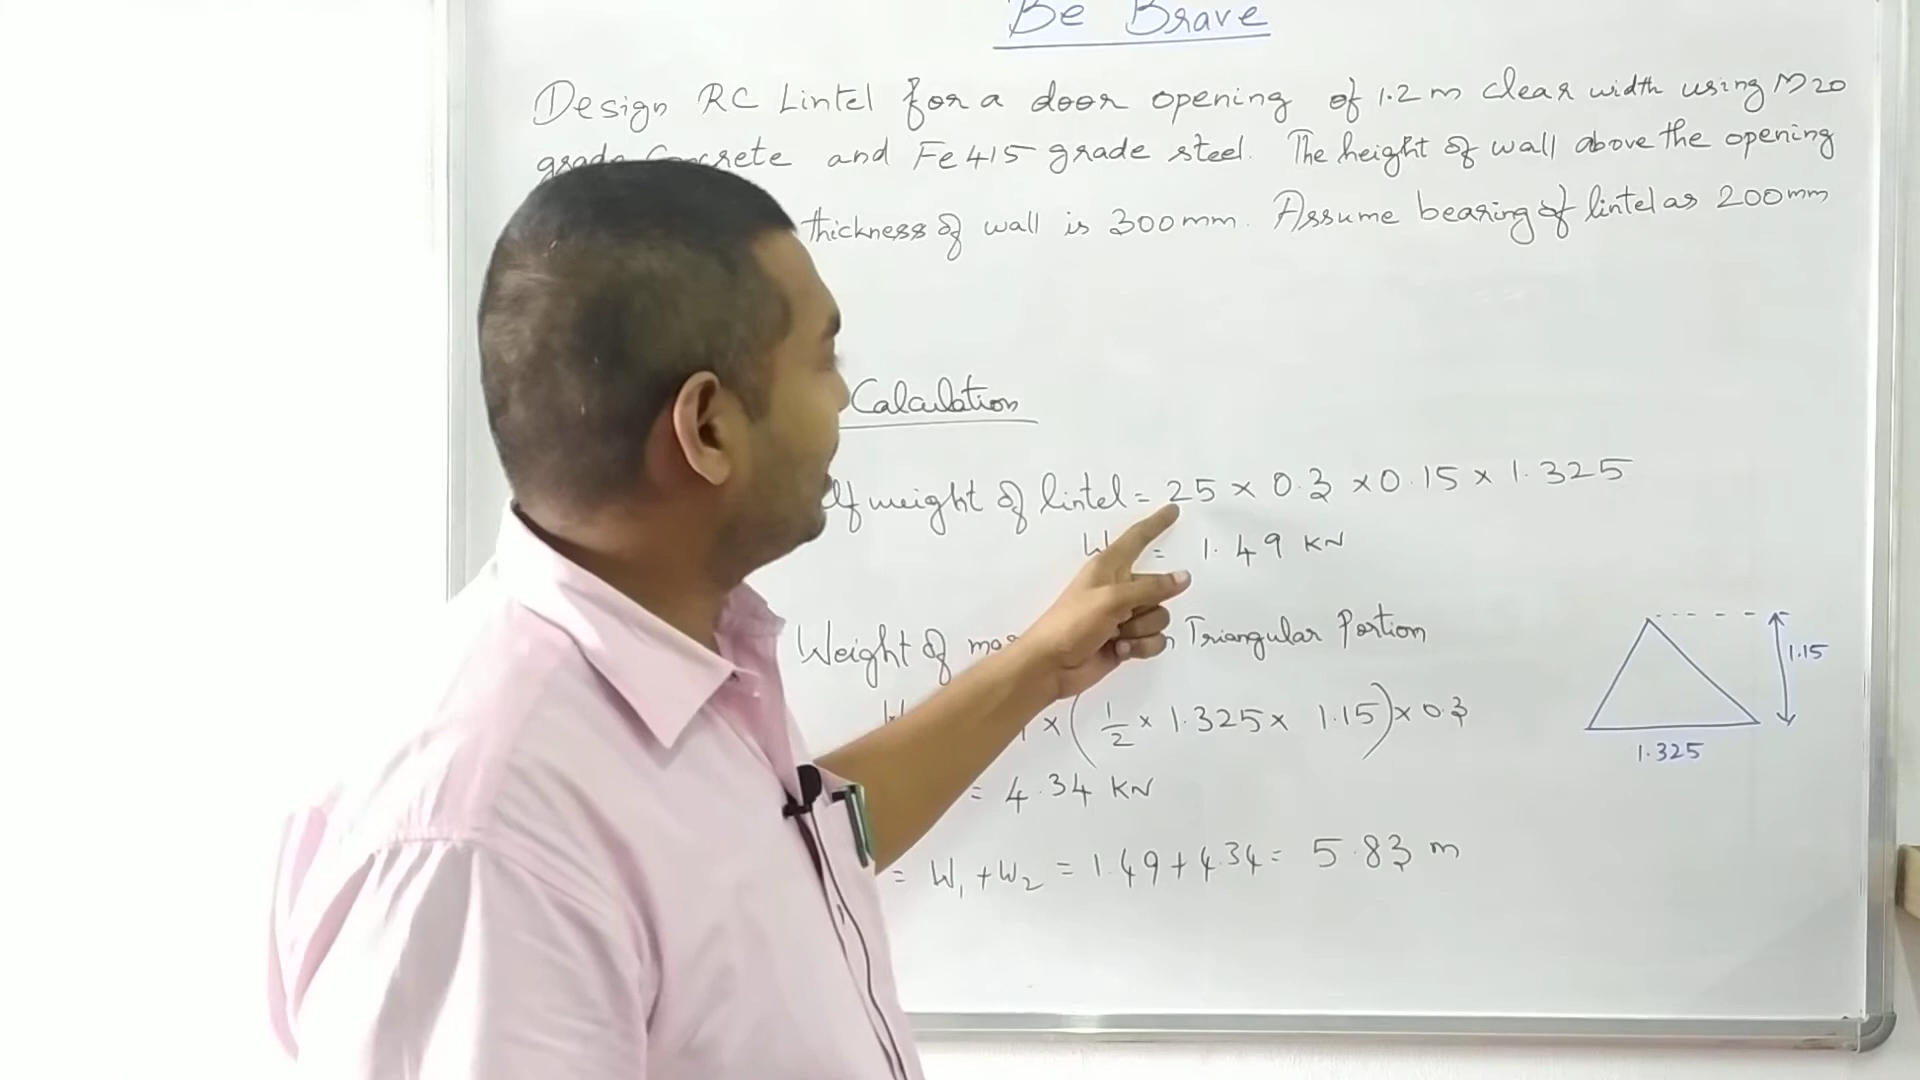 Be Brave
Design RC Lintel for a door opening of 1.2 m clear width using M20
grade Concrete and Fe415 grade steel. The height of wall above the opening
thickness of wall is 300mm. Assume bearing of lintel as 200mm
Calculation
lf weight of lintel = 25 × 0.3 × 0.15 × 1.325
W = 1.49 KN
Weight of Triangular Portion
× ( 1/2 × 1.325 × 1.15 ) × 0.3
= 4.34 KN
= W1 + W2 = 1.49 + 4.34 = 5.83 m
1.15
1.325